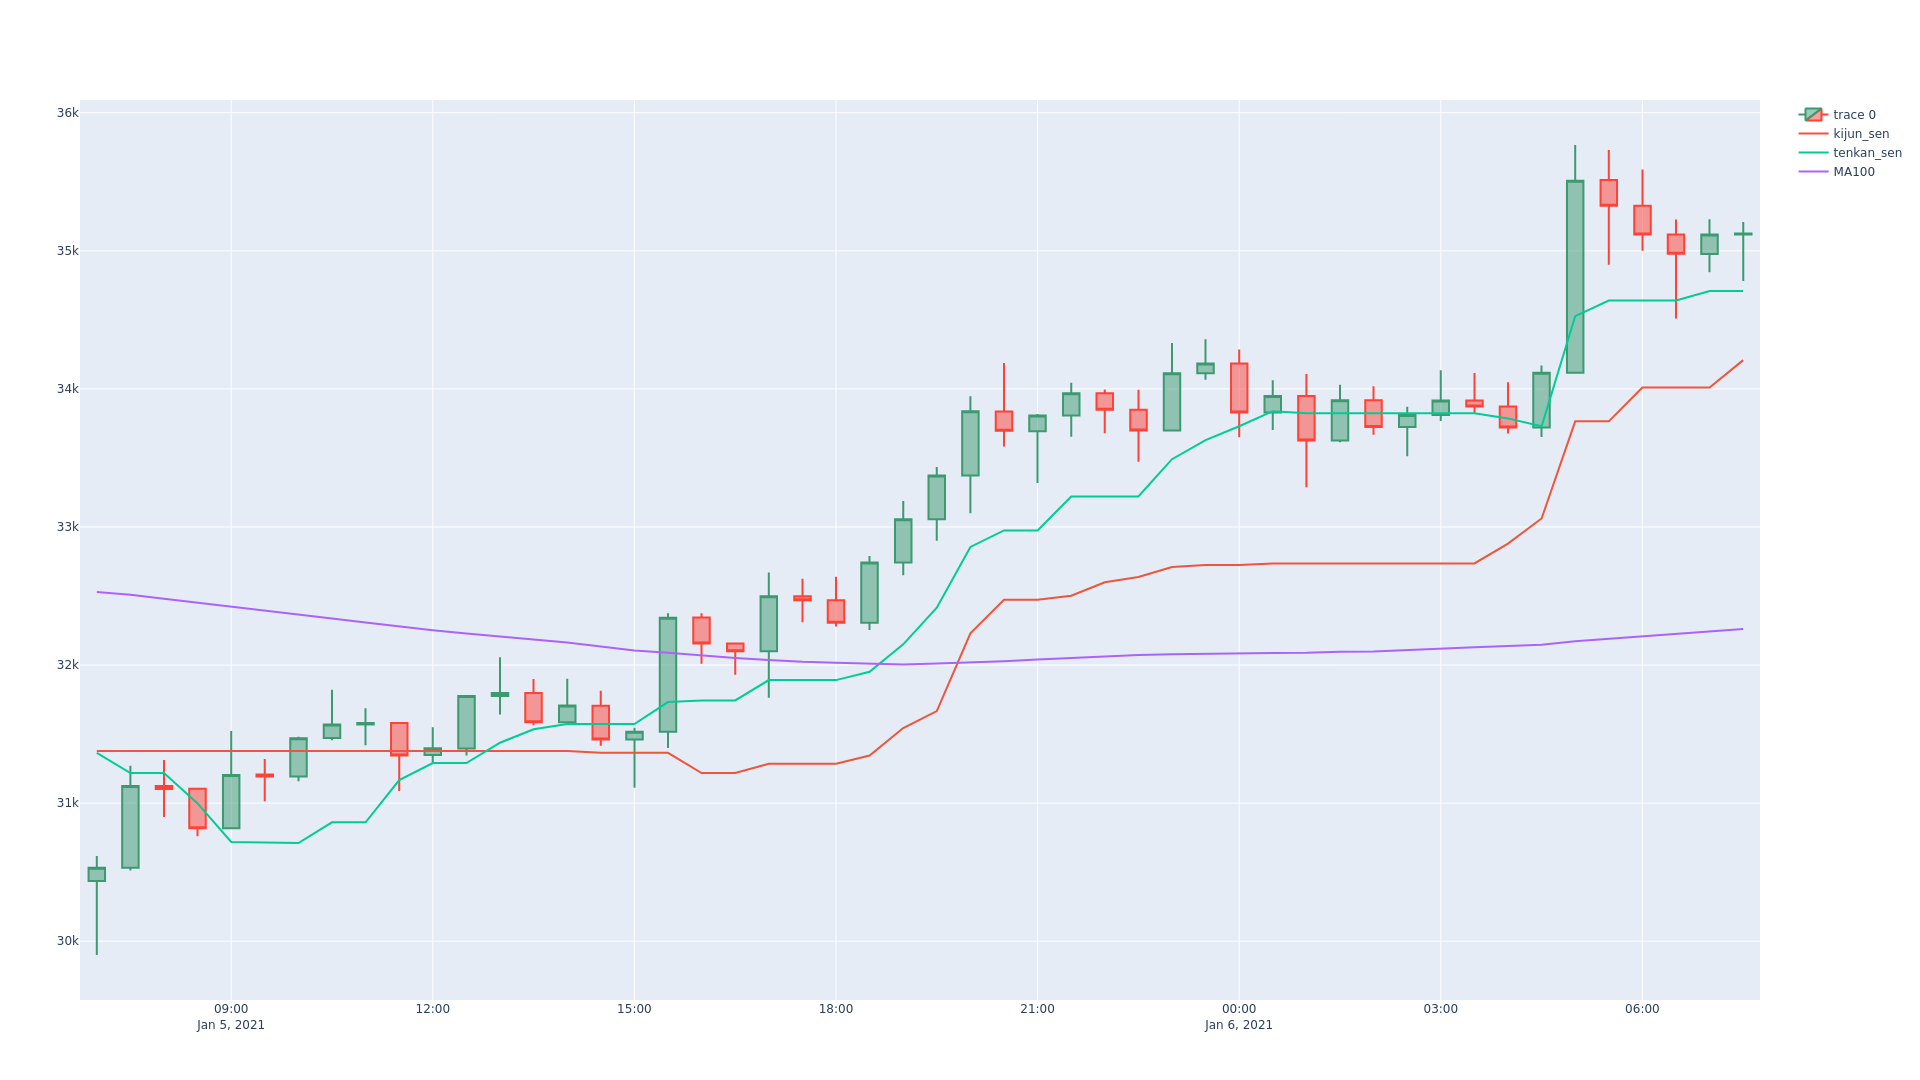 36k
35k
34k
33k
32k
31k
30k
09:00
Jan 5, 2021
12:00
15:00
18:00
21:00
00:00
Jan 6, 2021
03:00
06:00
trace 0
kijun_sen
tenkan_sen
MA100